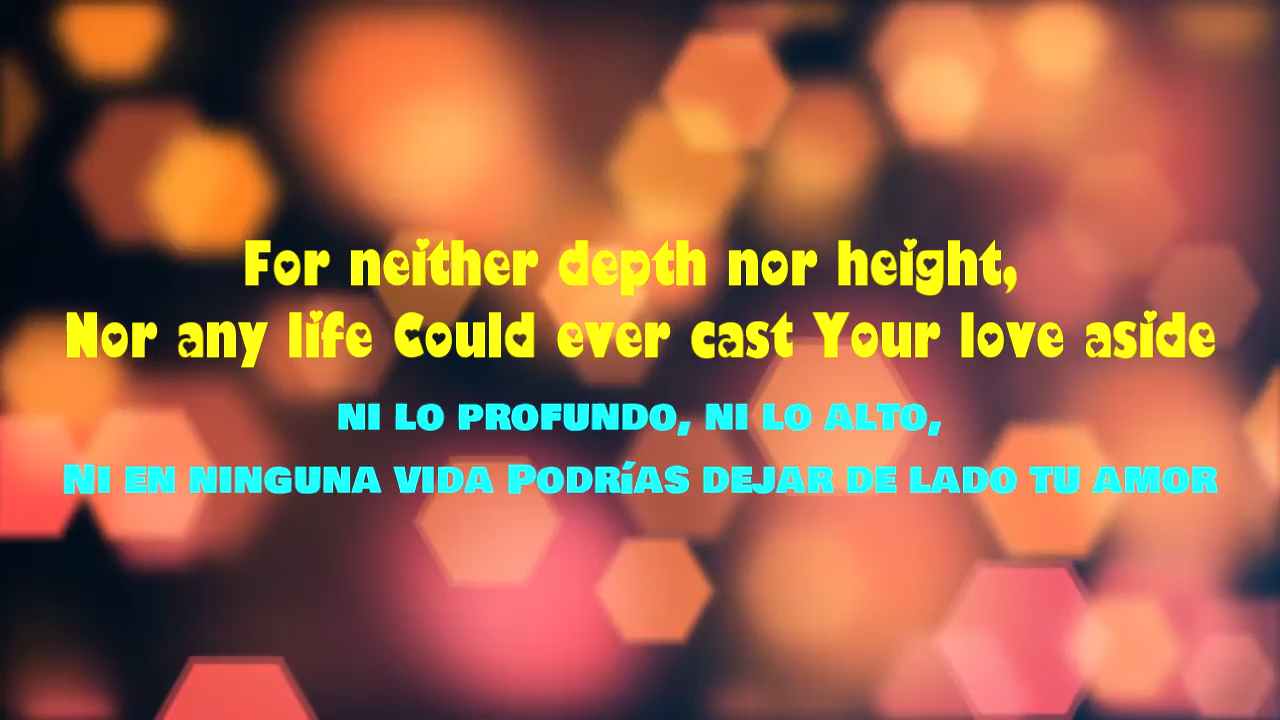 For neither depth nor height,
Nor any life Could ever cast Your love aside
NI LO PROFUNDO, NI LO ALTO,
NI EN NINGUNA VIDA PODRÍAS DEJAR DE LADO TU AMOR